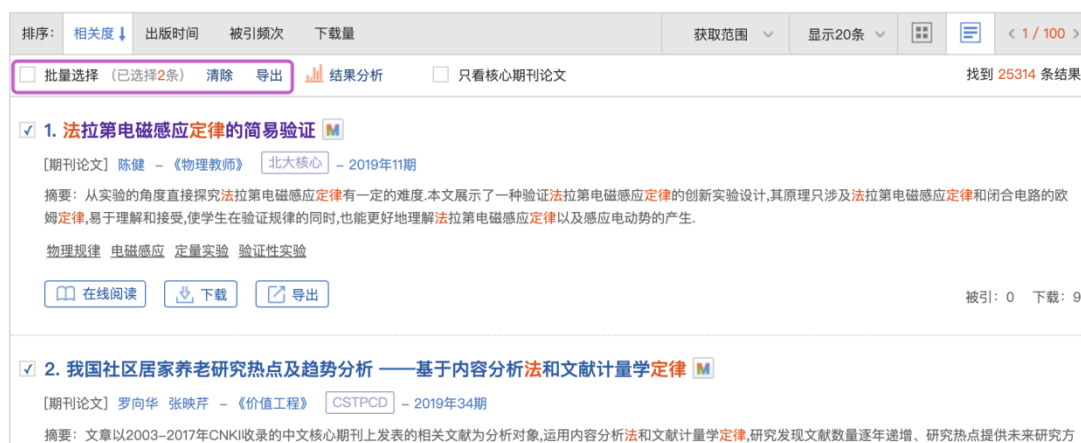 排序: 相关度 出版时间 被引频次 下载量 获取范围 显示20条 < 1 / 100 >
批量选择 (已选择2条) 清除 导出 结果分析 只看核心期刊论文 找到 25314 条结果
1. 法拉第电磁感应定律的简易验证 M
[期刊论文] 陈健 - 《物理教师》 北大核心 - 2019年11期
摘要: 从实验的角度直接探究法拉第电磁感应定律有一定的难度.本文展示了一种验证法拉第电磁感应定律的创新实验设计,其原理只涉及法拉第电磁感应定律和闭合电路的欧
姆定律,易于理解和接受,使学生在验证规律的同时,也能更好地理解法拉第电磁感应定律以及感应电动势的产生.
物理规律 电磁感应 定量实验 验证性实验
在线阅读 下载 导出 被引: 0 下载: 9
2. 我国社区居家养老研究热点及趋势分析 ——基于内容分析法和文献计量学定律 M
[期刊论文] 罗向华 张映芹 - 《价值工程》 CSTPCD - 2019年34期
摘要: 文章以2003-2017年CNKI收录的中文核心期刊上发表的相关文献为分析对象,运用内容分析法和文献计量学定律,研究发现文献数量逐年递增、研究热点提供未来研究方